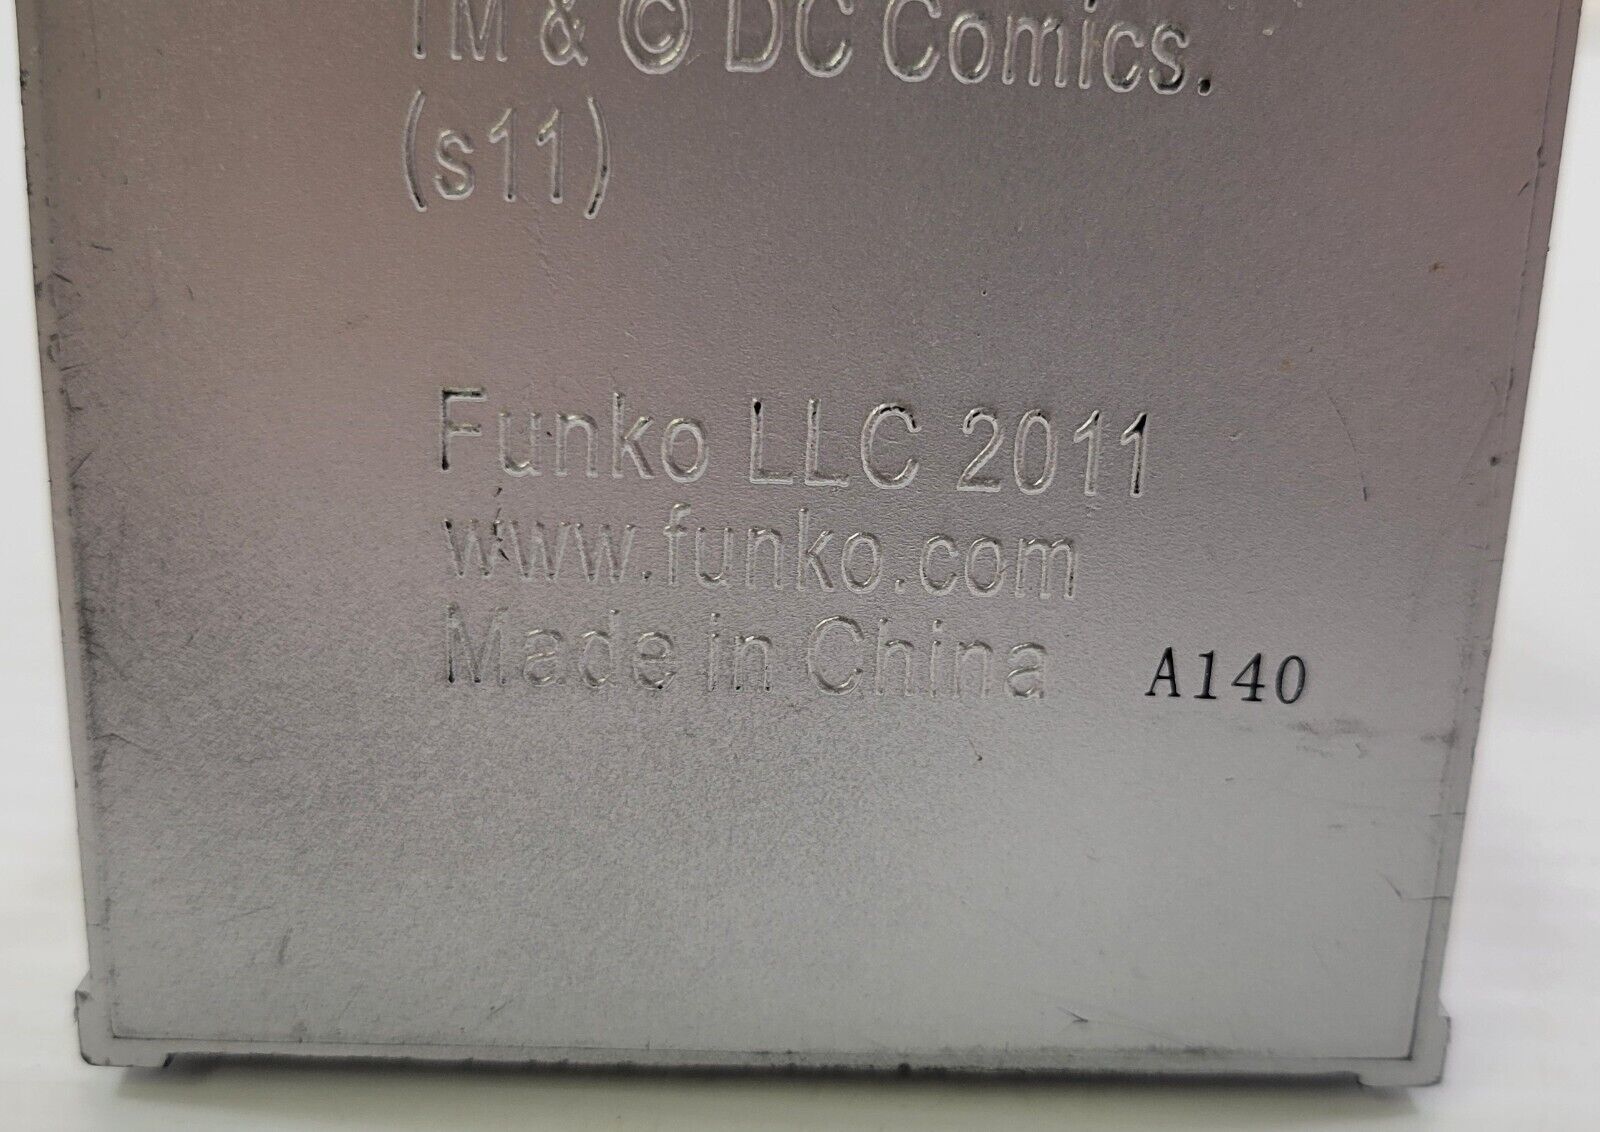 TM & © DC Comics.
(s11)
Funko LLC 2011
www.funko.com
Made in China A140